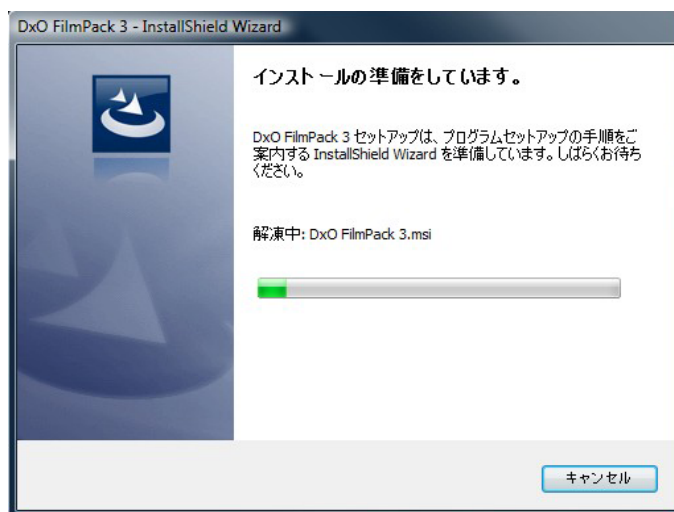 DxO FilmPack 3 - InstallShield Wizard
インストールの準備をしています。
DxO FilmPack 3 セットアップは、プログラムセットアップの手順をご
案内する InstallShield Wizard を準備しています。しばらくお待ち
ください。
解凍中: DxO FilmPack 3.msi
キャンセル